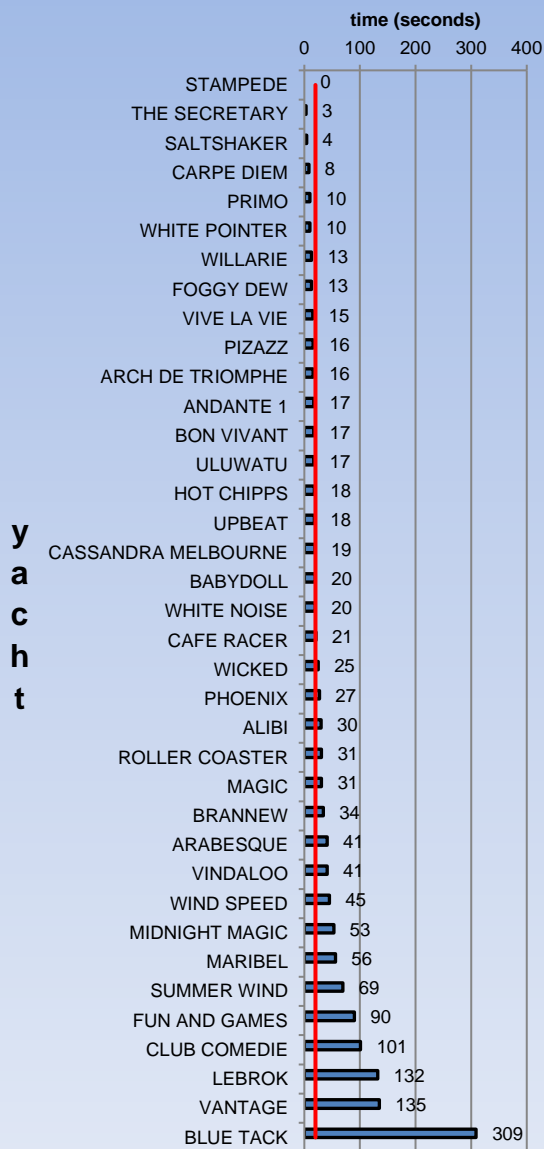 time (seconds)
0 100 200 300 400
STAMPEDE 0
THE SECRETARY 3
SALTSHAKER 4
CARPE DIEM 8
PRIMO 10
WHITE POINTER 10
WILLARIE 13
FOGGY DEW 13
VIVE LA VIE 15
PIZAZZ 16
ARCH DE TRIOMPHE 16
ANDANTE 1 17
BON VIVANT 17
ULUWATU 17
HOT CHIPPS 18
UPBEAT 18
CASSANDRA MELBOURNE 19
BABYDOLL 20
WHITE NOISE 20
CAFE RACER 21
WICKED 25
PHOENIX 27
ALIBI 30
ROLLER COASTER 31
MAGIC 31
BRANNEW 34
ARABESQUE 41
VINDALOO 41
WIND SPEED 45
MIDNIGHT MAGIC 53
MARIBEL 56
SUMMER WIND 69
FUN AND GAMES 90
CLUB COMEDIE 101
LEBROK 132
VANTAGE 135
BLUE TACK 309
yacht